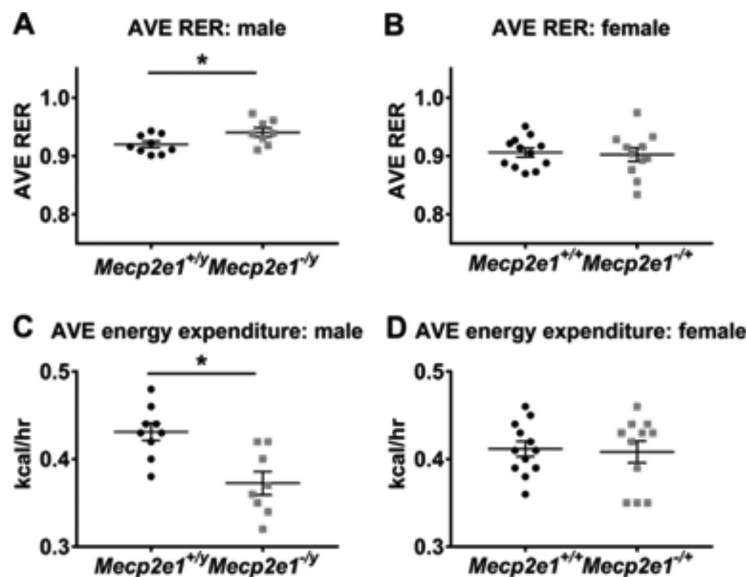 A AVE RER: male
*
AVE RER
1.0
0.9
0.8
Mecp2e1+/y Mecp2e1-/y
B AVE RER: female
AVE RER
1.0
0.9
0.8
Mecp2e1+/+ Mecp2e1-/+
C AVE energy expenditure: male
*
kcal/hr
0.5
0.4
0.3
Mecp2e1+/y Mecp2e1-/y
D AVE energy expenditure: female
kcal/hr
0.5
0.4
0.3
Mecp2e1+/+ Mecp2e1-/+